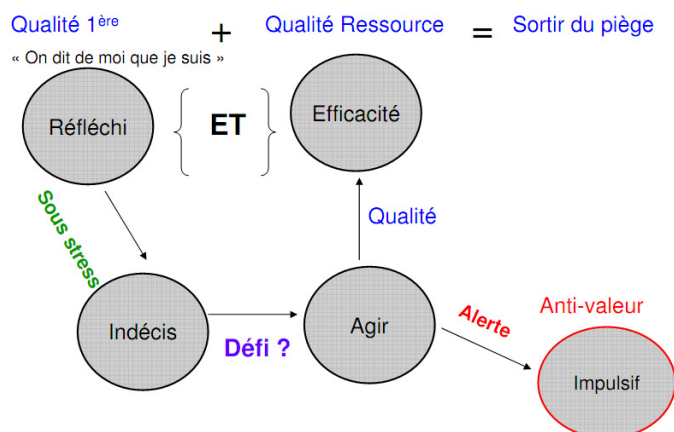 Qualité 1ère + Qualité Ressource = Sortir du piège
« On dit de moi que je suis »
Réfléchi { ET } Efficacité
Sous stress
Qualité
Indécis
Défi ?
Agir
Alerte
Anti-valeur
Impulsif